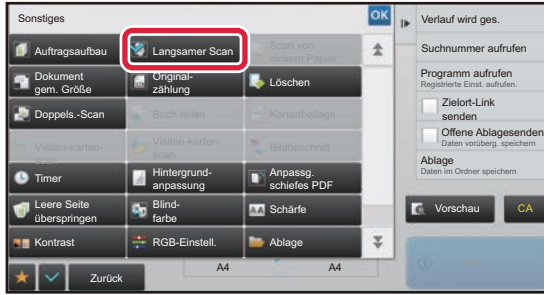 Sonstiges
OK
Auftragsaufbau
Langsamer Scan
Scan von
dickem Papier
Dokument
gem. Größe
Original-
zählung
Löschen
Doppels.-Scan
Buch teilen
Kartenbeilage
Visiten-karten-
Visiten-karten-
scan
Bildbeschnitt
Timer
Hintergrund-
anpassung
Anpassg.
schiefes PDF
Leere Seite
überspringen
Blind-
farbe
AA Schärfe
Kontrast
RGB-Einstell.
Ablage
Zurück
A4
A4
Verlauf wird ges.
Suchnummer aufrufen
Programm aufrufen
Registrierte Einst. aufrufen.
Zielort-Link
senden
Offene Ablagesenden
Daten vorüberg. speichern
Ablage
Daten im Ordner speichern
Vorschau
CA